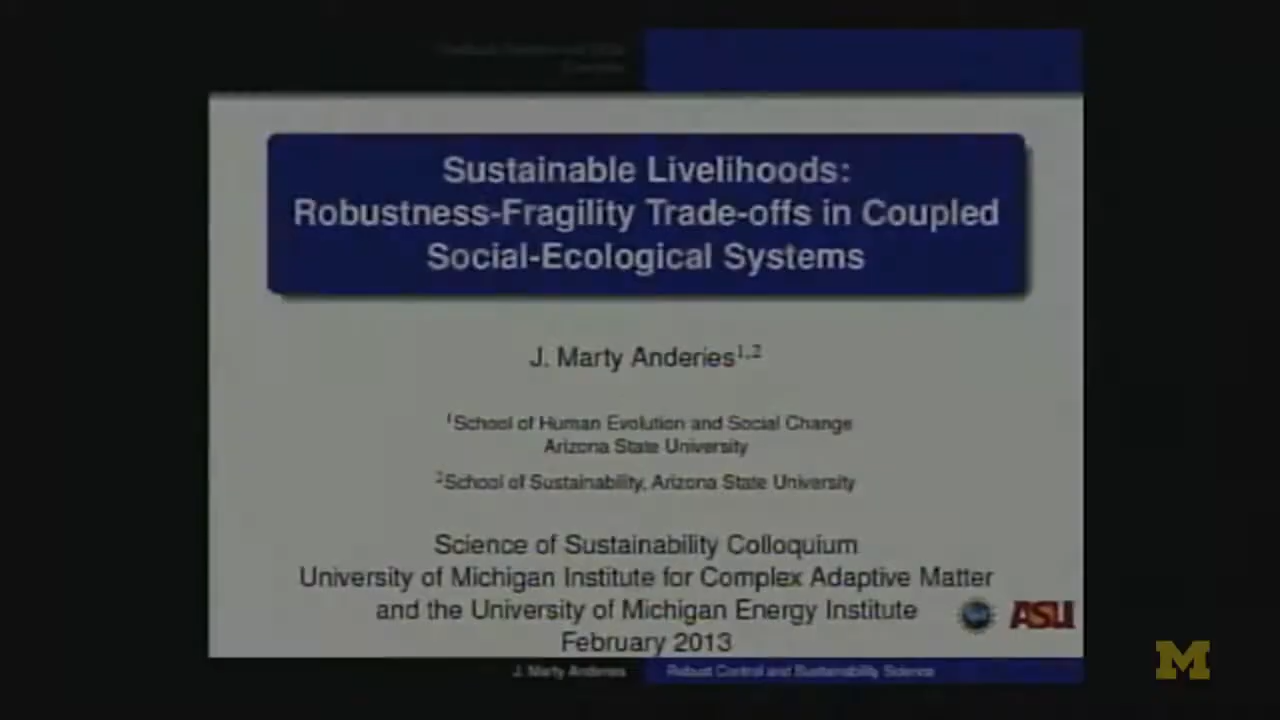 Sustainable Livelihoods:
Robustness-Fragility Trade-offs in Coupled
Social-Ecological Systems
J. Marty Anderies1,2
1School of Human Evolution and Social Change
Arizona State University
2School of Sustainability, Arizona State University
Science of Sustainability Colloquium
University of Michigan Institute for Complex Adaptive Matter
and the University of Michigan Energy Institute
February 2013
ASU
J. Marty Anderies
Robust Control and Sustainability Science
M